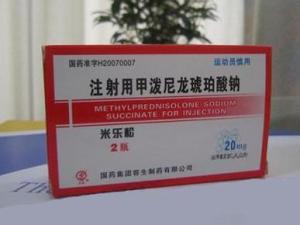 国药准字H20070007
运动员慎用
注射用甲泼尼龙琥珀酸钠
METHYLPREDNISOLONE SODIUM
SUCCINATE FOR INJECTION
米乐松
2瓶
20mg
国药集团容生制药有限公司